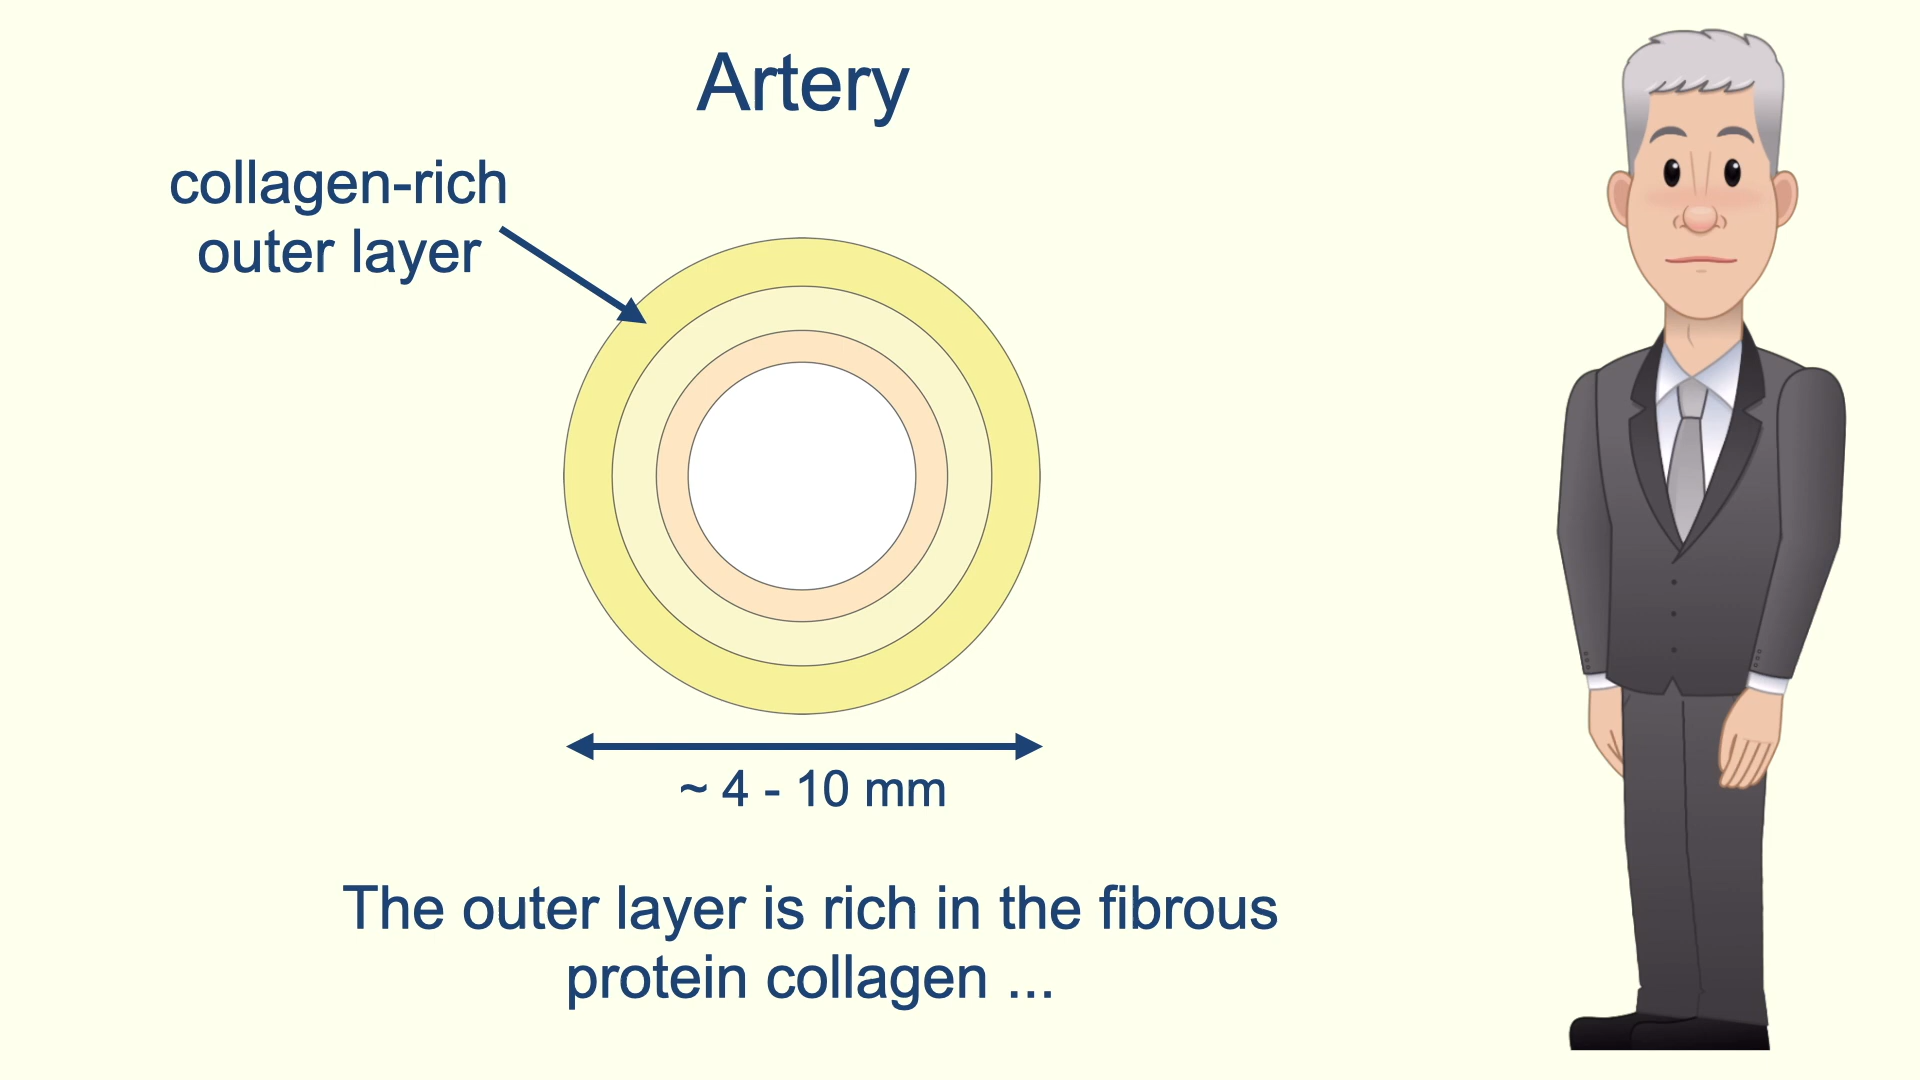 Artery
collagen-rich
outer layer
~ 4 - 10 mm
The outer layer is rich in the fibrous
protein collagen ...